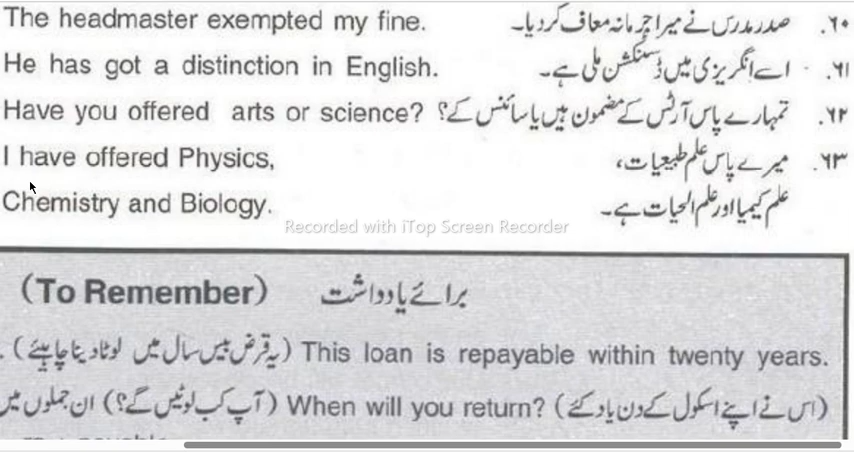 The headmaster exempted my fine. صدر مدرس نے میرا جرمانہ معاف کر دیا۔ .۶۰
He has got a distinction in English. اسے انگریزی میں ڈسٹنکشن ملی ہے۔ .۶۱
Have you offered arts or science? تمہارے پاس آرٹس کے مضمون ہیں یا سائنس کے؟ .۶۲
I have offered Physics, میرے پاس علم طبیعیات، .۶۳
Chemistry and Biology. علم کیمیا اور علم الحیات ہے۔
Recorded with iTop Screen Recorder
(To Remember) برائے یادداشت
This loan is repayable within twenty years. (یہ قرض بیس سال میں لوٹا دینا چاہیئے) .
(اس نے اپنے اسکول کے دن یاد کئے) When will you return? (آپ کب لوٹیں گے؟) ان جملوں میں